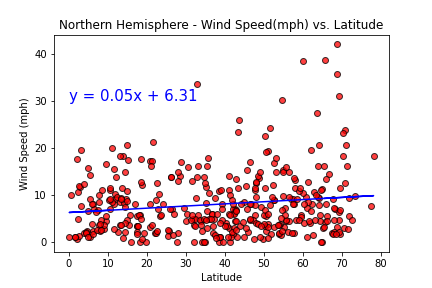 Northern Hemisphere - Wind Speed(mph) vs. Latitude
40
y = 0.05x + 6.31
30
Wind Speed (mph)
20
10
0
0 10 20 30 40 50 60 70 80
Latitude